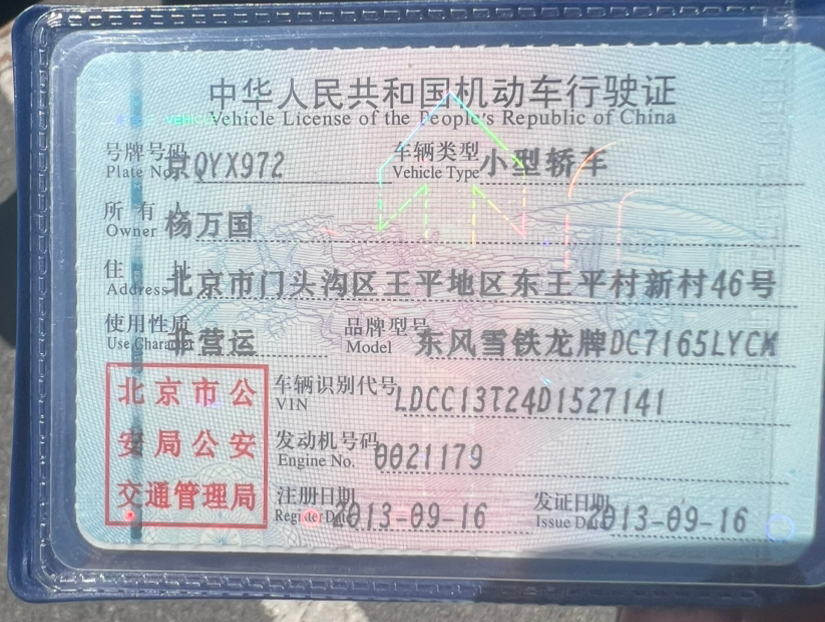 中华人民共和国机动车行驶证
Vehicle License of the People's Republic of China
号牌号码 京QYX972 车辆类型 小型轿车
Plate No. Vehicle Type
所有人 杨万国
Owner
住址 北京市门头沟区王平地区东王平村新村46号
Address
使用性质 非营运 品牌型号 东风雪铁龙牌DC7165LYCM
Use Character Model
北京市公 车辆识别代号 LDCC13T24D1527141
VIN
安局公安 发动机号码 0021179
Engine No.
交通管理局 注册日期 2013-09-16 发证日期 2013-09-16
Register Date Issue Date